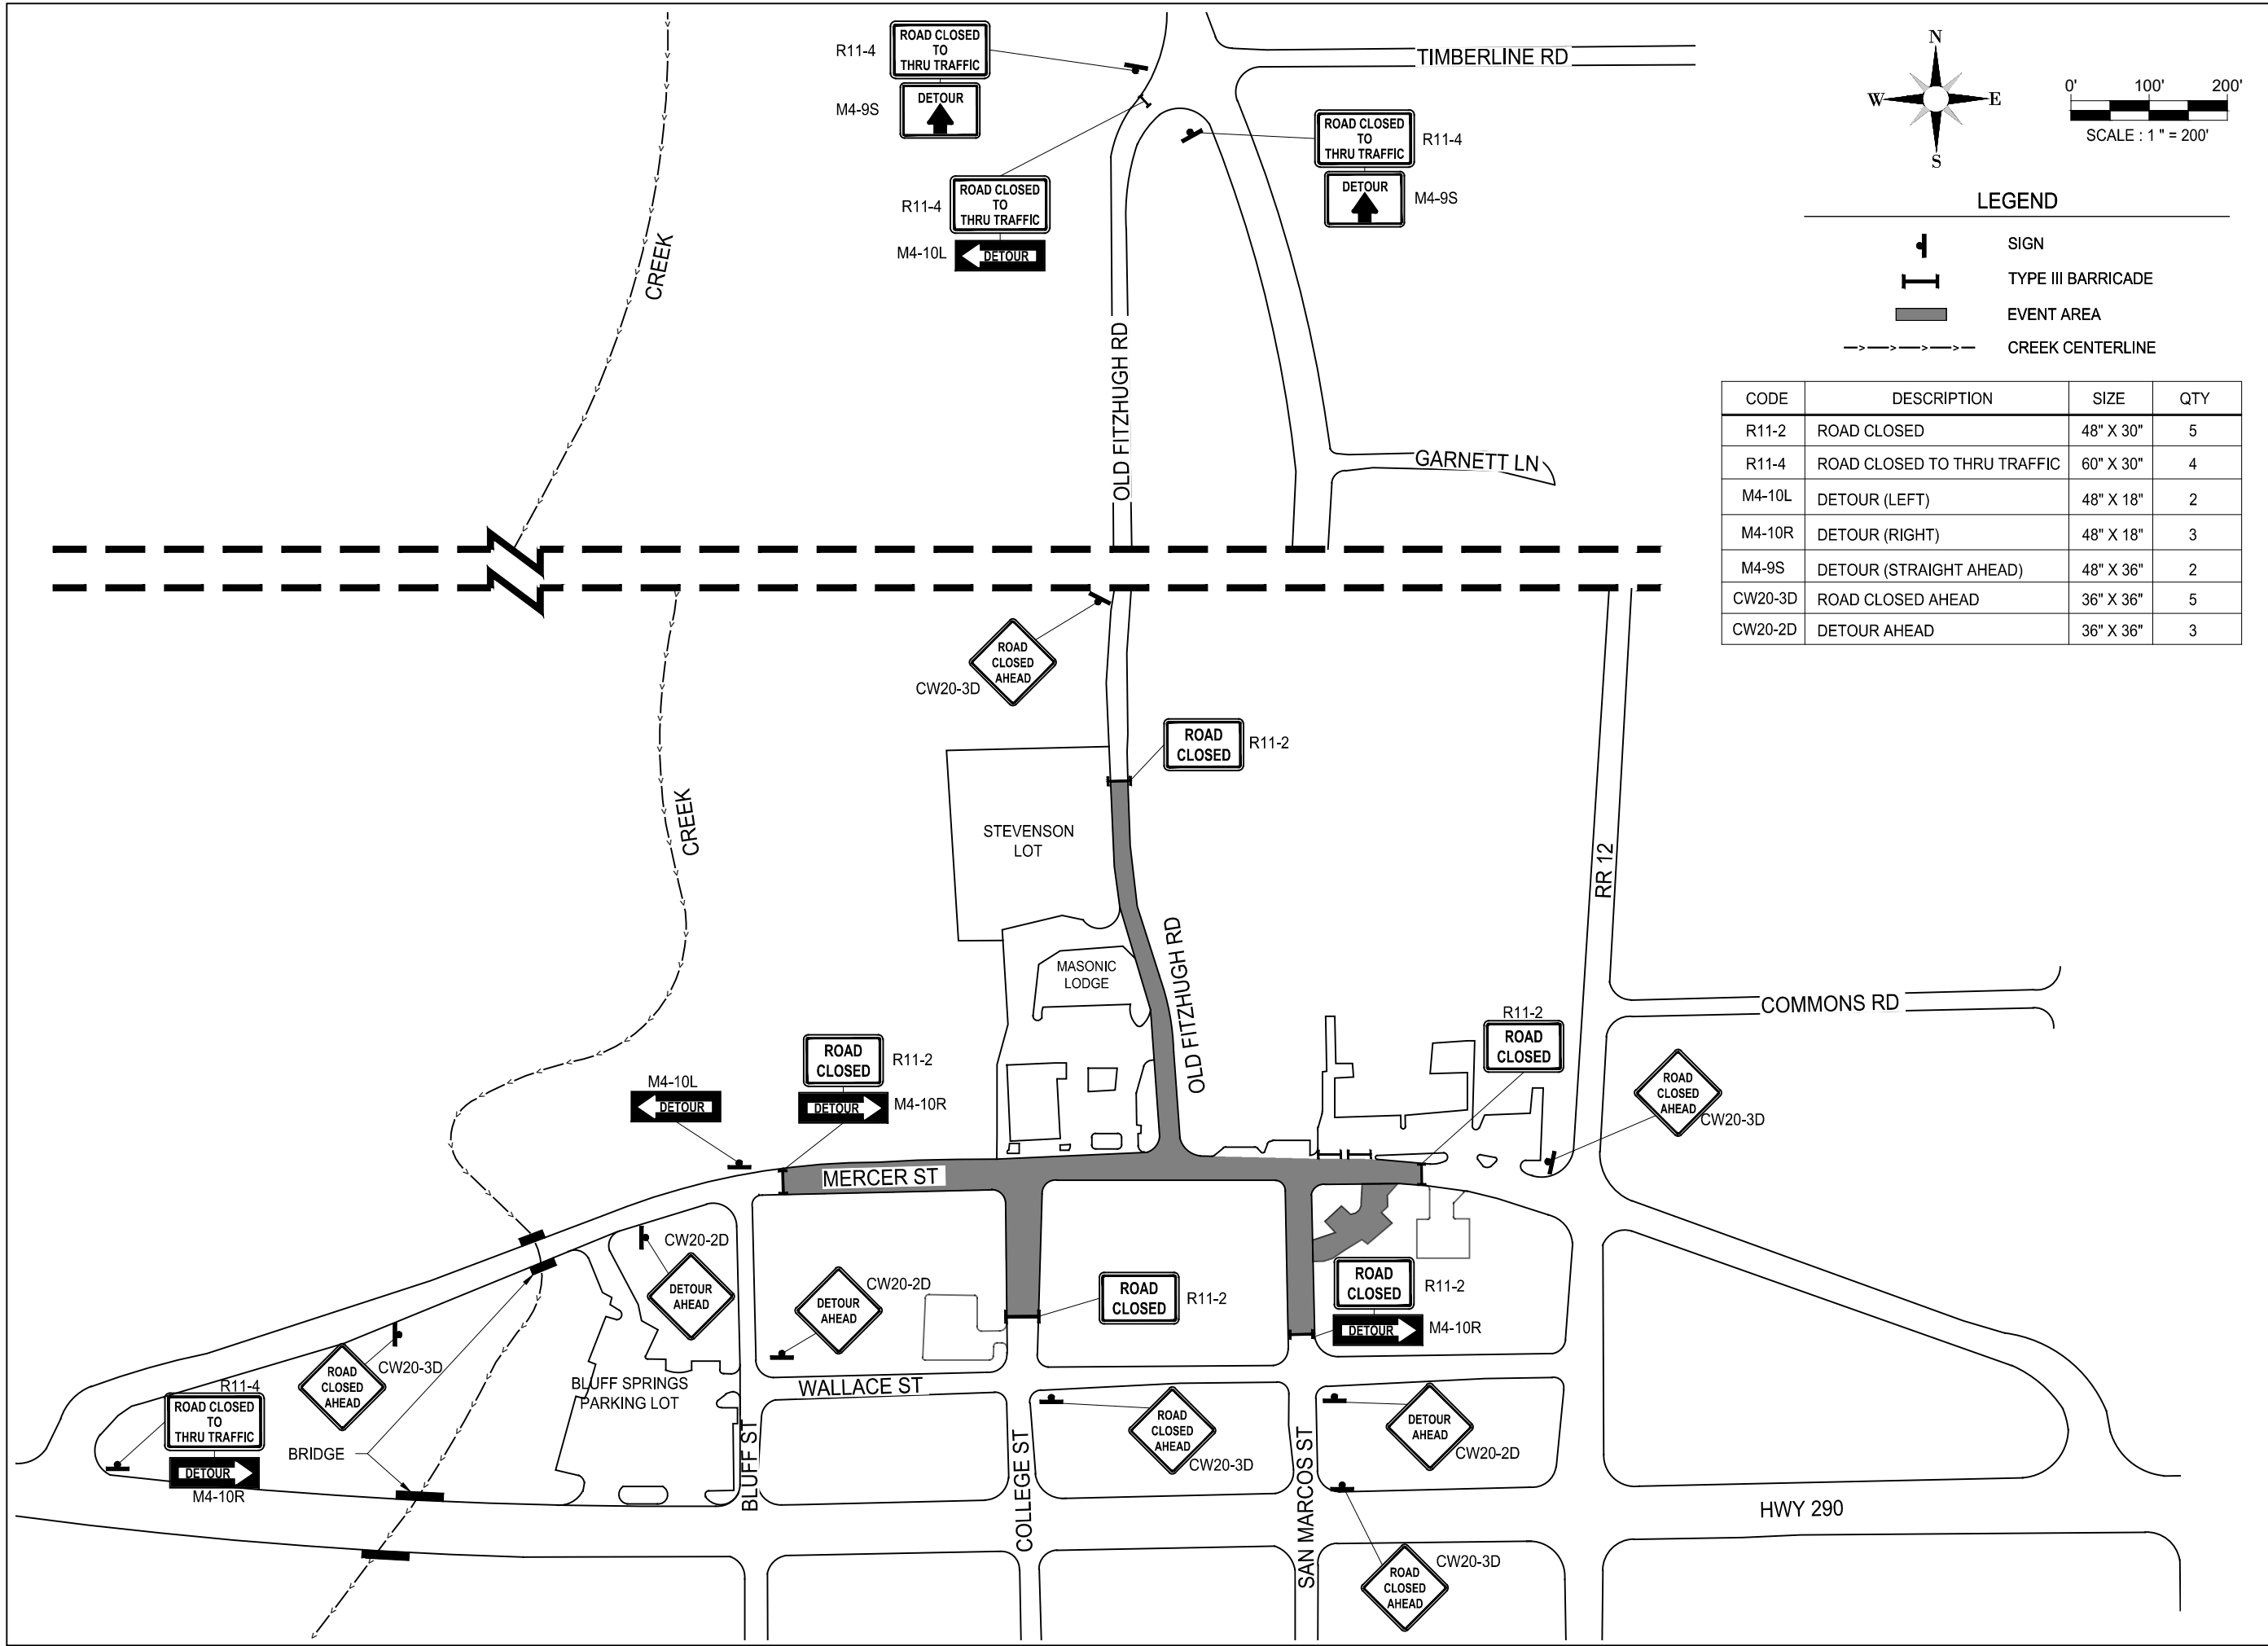 R11-4
ROAD CLOSED
TO
THRU TRAFFIC
M4-9S
DETOUR
R11-4
ROAD CLOSED
TO
THRU TRAFFIC
M4-10L
DETOUR
ROAD CLOSED
TO
THRU TRAFFIC
R11-4
DETOUR
M4-9S
TIMBERLINE RD
N
W
E
S
0' 100' 200'
SCALE : 1 " = 200'
LEGEND
SIGN
TYPE III BARRICADE
EVENT AREA
CREEK CENTERLINE
CODE DESCRIPTION SIZE QTY
R11-2 ROAD CLOSED 48" X 30" 5
R11-4 ROAD CLOSED TO THRU TRAFFIC 60" X 30" 4
M4-10L DETOUR (LEFT) 48" X 18" 2
M4-10R DETOUR (RIGHT) 48" X 18" 3
M4-9S DETOUR (STRAIGHT AHEAD) 48" X 36" 2
CW20-3D ROAD CLOSED AHEAD 36" X 36" 5
CW20-2D DETOUR AHEAD 36" X 36" 3
CREEK
OLD FITZHUGH RD
GARNETT LN
ROAD
CLOSED
AHEAD
CW20-3D
ROAD
CLOSED
R11-2
CREEK
STEVENSON
LOT
RR 12
MASONIC
LODGE
OLD FITZHUGH RD
COMMONS RD
R11-2
ROAD
CLOSED
ROAD
CLOSED
AHEAD
CW20-3D
ROAD
CLOSED
R11-2
M4-10L
DETOUR
DETOUR
M4-10R
MERCER ST
CW20-2D
DETOUR
AHEAD
CW20-2D
DETOUR
AHEAD
ROAD
CLOSED
R11-2
ROAD
CLOSED
R11-2
DETOUR
M4-10R
ROAD
CLOSED
AHEAD
CW20-3D
R11-4
ROAD CLOSED
TO
THRU TRAFFIC
DETOUR
M4-10R
BRIDGE
BLUFF SPRINGS
PARKING LOT
WALLACE ST
BLUFF ST
COLLEGE ST
ROAD
CLOSED
AHEAD
CW20-3D
SAN MARCOS ST
DETOUR
AHEAD
CW20-2D
HWY 290
CW20-3D
ROAD
CLOSED
AHEAD